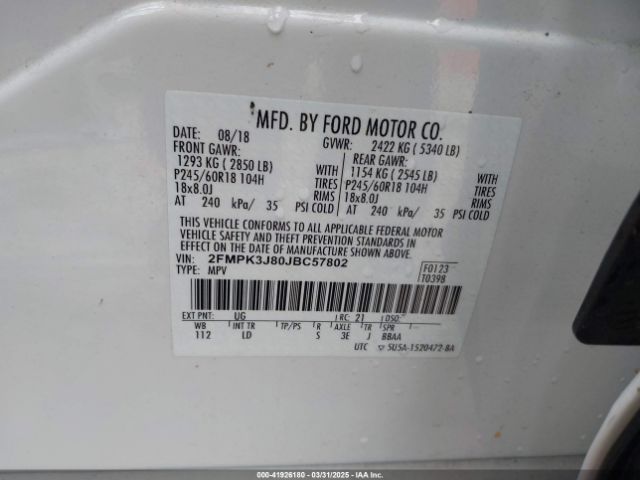 MFD. BY FORD MOTOR CO.
DATE: 08/18 GVWR: 2422 KG ( 5340 LB)
FRONT GAWR: REAR GAWR:
1293 KG ( 2850 LB) WITH 1154 KG ( 2545 LB) WITH
P245/60R18 104H TIRES P245/60R18 104H TIRES
18x8.0J RIMS 18x8.0J RIMS
AT 240 kPa/ 35 PSI COLD AT 240 kPa/ 35 PSI COLD
THIS VEHICLE CONFORMS TO ALL APPLICABLE FEDERAL MOTOR
VEHICLE SAFETY AND THEFT PREVENTION STANDARDS IN
EFFECT ON THE DATE OF MANUFACTURE SHOWN ABOVE.
VIN: 2FMPK3J80JBC57802 F0123
TYPE: MPV T0398
EXT PNT: UG RC: 21 DSO:
WB INT TR TP/PS R AXLE TR SPR
112 LD S 3E J BBAA
UTC ▽ 5U5A-1520472-BA
000-41926180 - 03/31/2025 - IAA Inc.